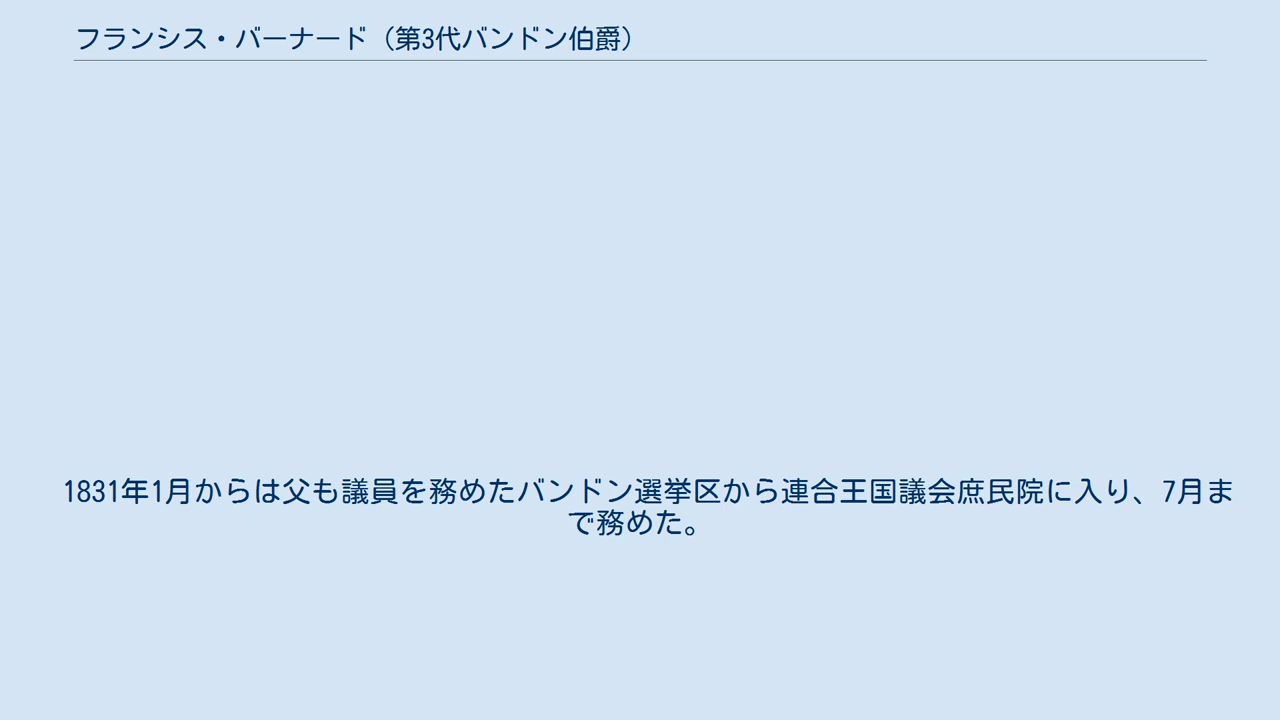 フランシス・バーナード（第3代バンドン伯爵）
1831年1月からは父も議員を務めたバンドン選挙区から連合王国議会庶民院に入り、7月ま
で務めた。